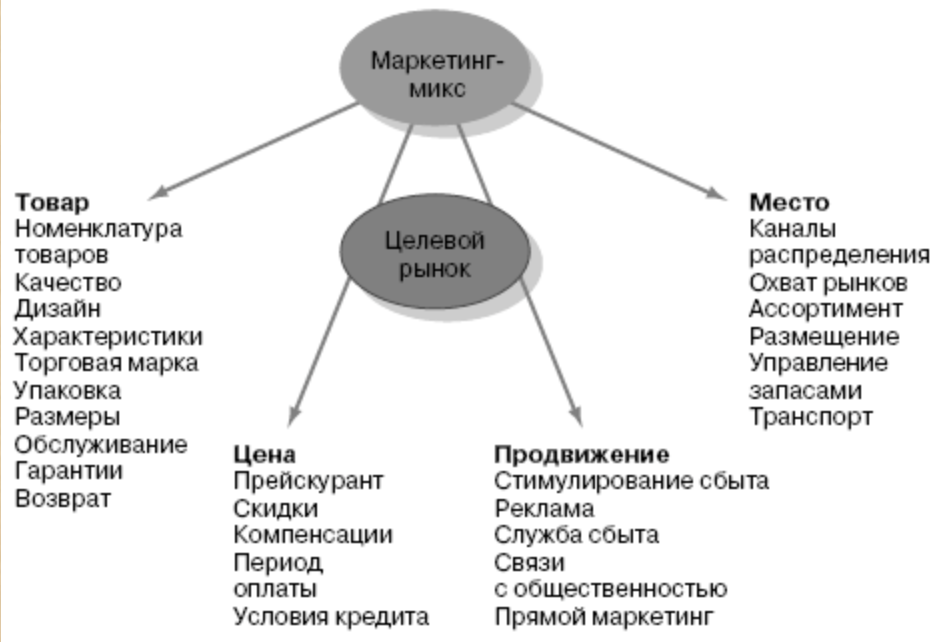 Маркетинг-
микс
Целевой
рынок
Товар
Номенклатура
товаров
Качество
Дизайн
Характеристики
Торговая марка
Упаковка
Размеры
Обслуживание
Гарантии
Возврат
Цена
Прейскурант
Скидки
Компенсации
Период
оплаты
Условия кредита
Продвижение
Стимулирование сбыта
Реклама
Служба сбыта
Связи
с общественностью
Прямой маркетинг
Место
Каналы
распределения
Охват рынков
Ассортимент
Размещение
Управление
запасами
Транспорт